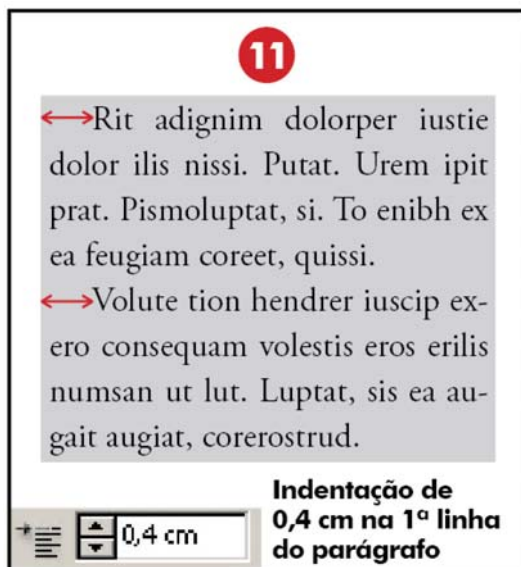 11
Rit adignim dolorper iustie
dolor ilis nissi. Putat. Urem ipit
prat. Pismoluptat, si. To enibh ex
ea feugiam coreet, quissi.
Volute tion hendrer iuscip ex-
ero consequam volestis eros erilis
numsan ut lut. Luptat, sis ea au-
gait augiat, corerostrud.
0,4 cm
Indentação de
0,4 cm na 1ª linha
do parágrafo